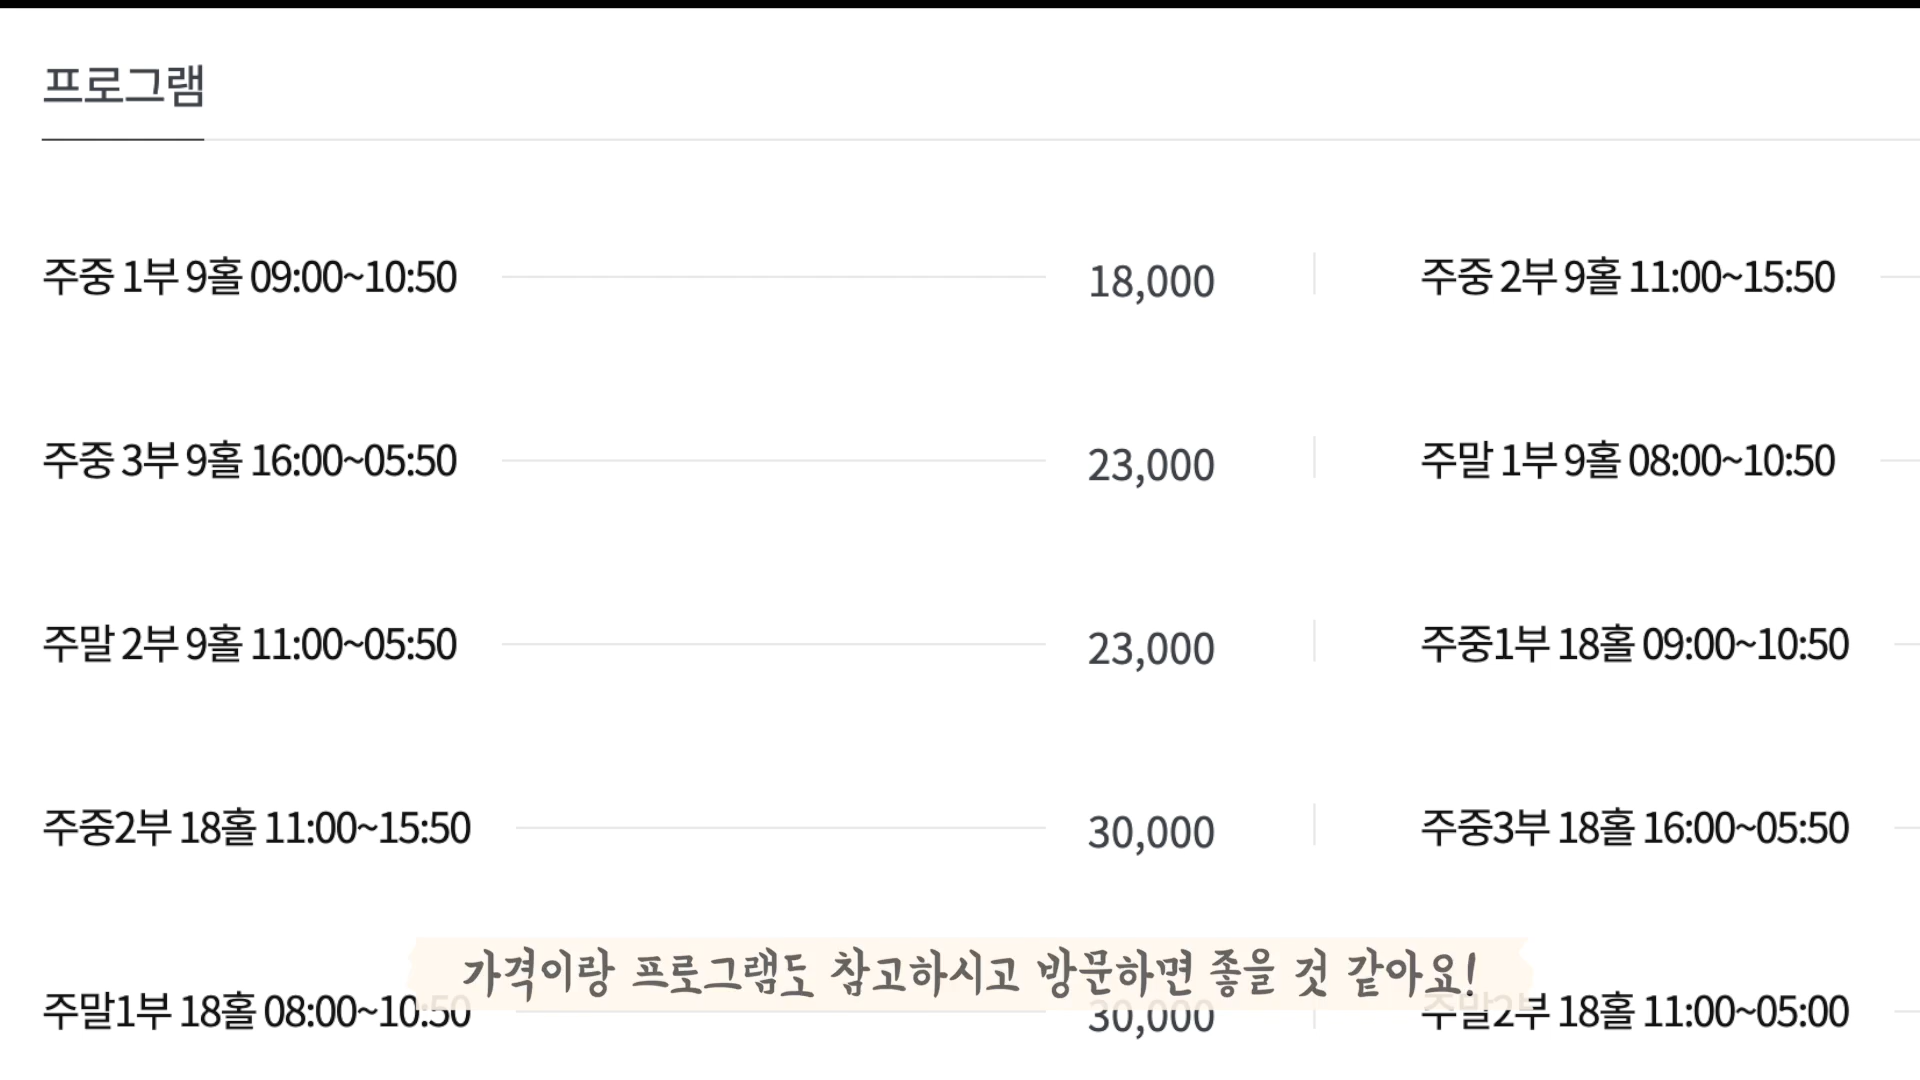 프로그램
주중 1부 9홀 09:00~10:50 18,000 주중 2부 9홀 11:00~15:50
주중 3부 9홀 16:00~05:50 23,000 주말 1부 9홀 08:00~10:50
주말 2부 9홀 11:00~05:50 23,000 주중1부 18홀 09:00~10:50
주중2부 18홀 11:00~15:50 30,000 주중3부 18홀 16:00~05:50
가격이랑 프로그램도 참고하시고 방문하면 좋을 것 같아요!
주말1부 18홀 08:00~10:50 30,000 주말2부 18홀 11:00~05:00